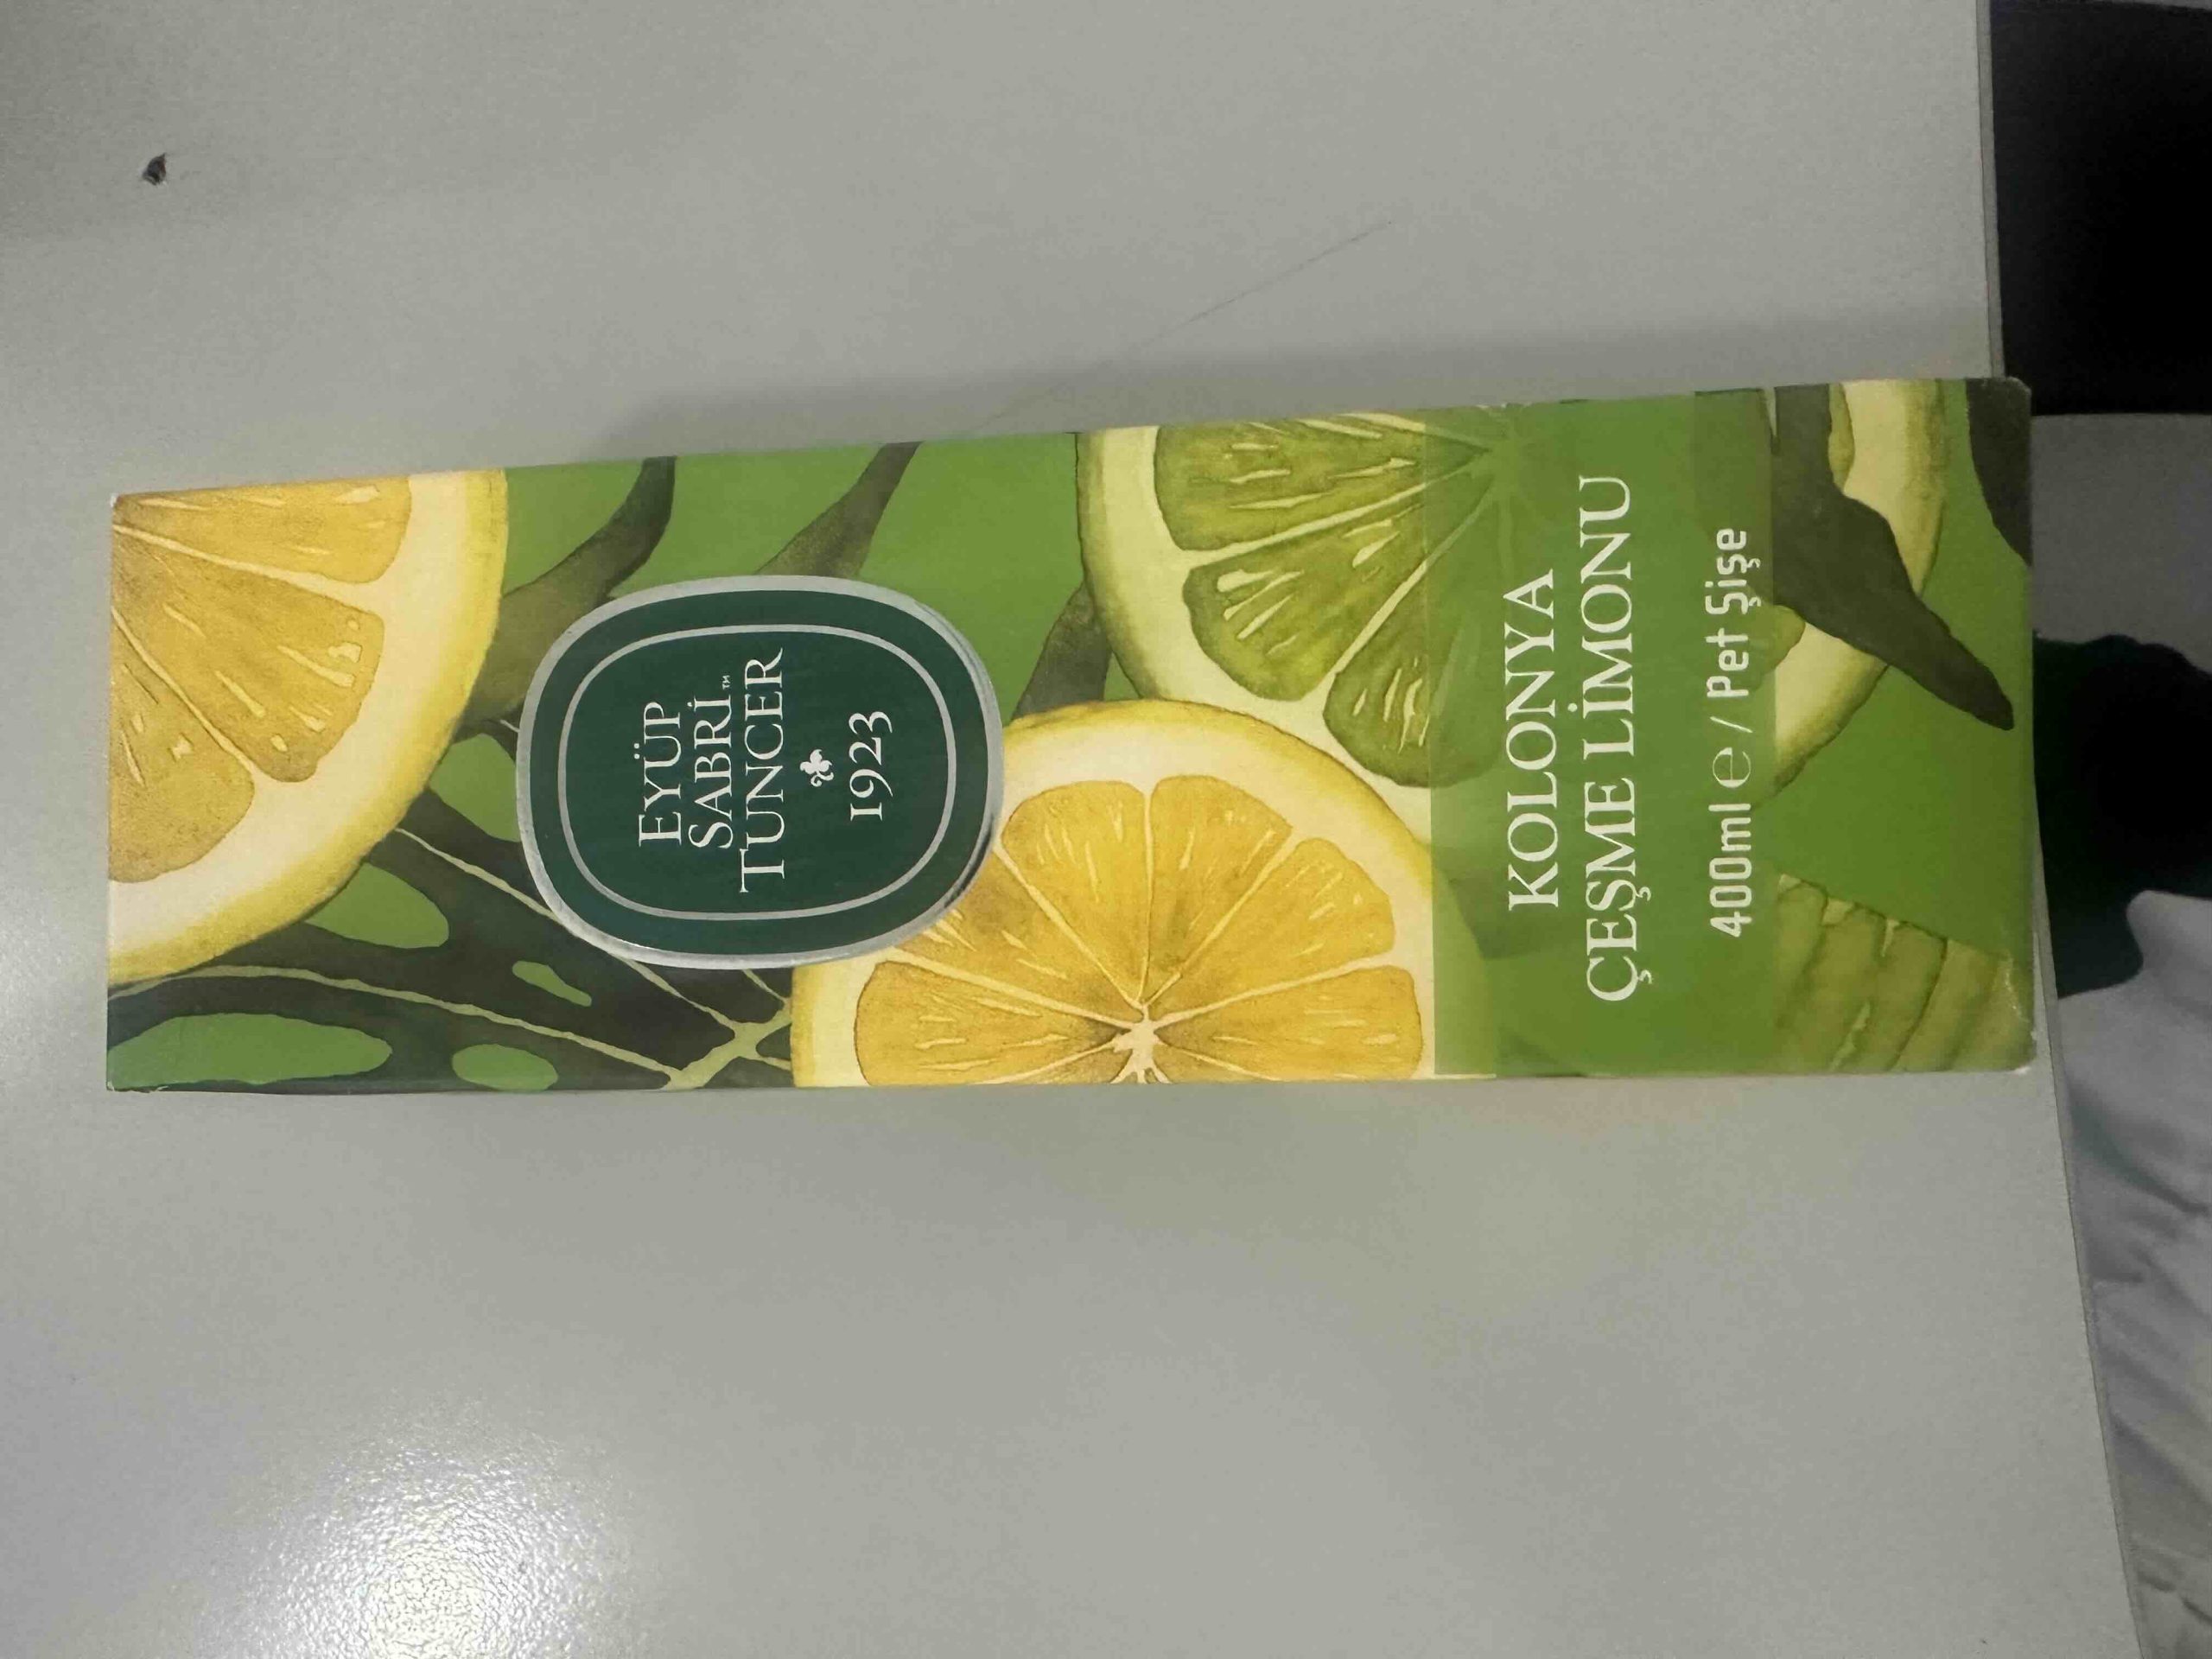 EYÜP
SABRİ™
TUNCER
1923
KOLONYA
ÇEŞME LİMONU
400ml ℮ / Pet Şişe